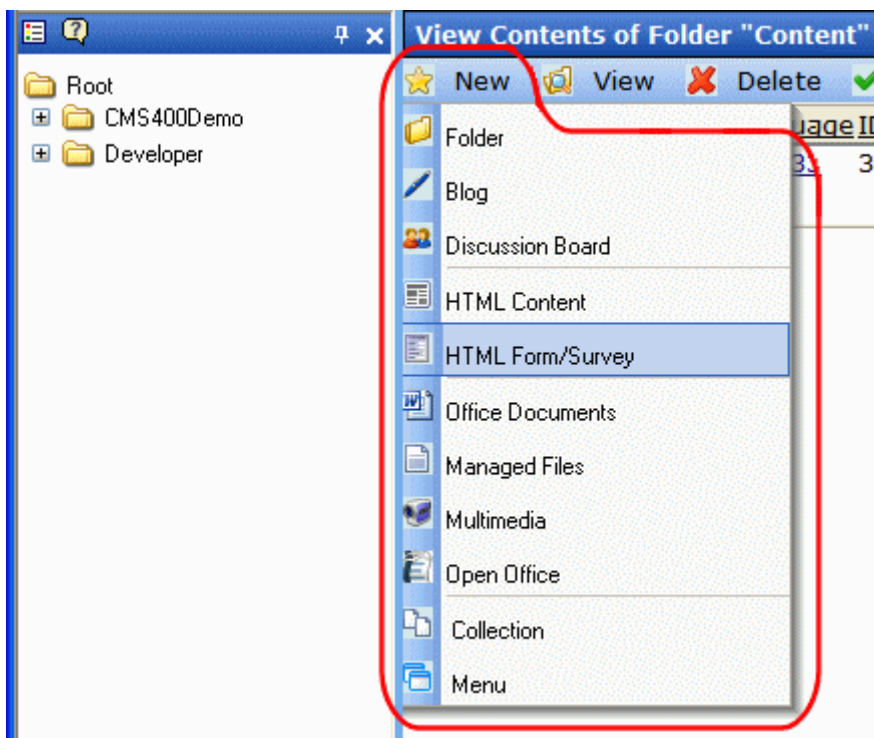 View Contents of Folder "Content"
Root
CMS400Demo
Developer
New View Delete
Folder
Blog
Discussion Board
HTML Content
HTML Form/Survey
Office Documents
Managed Files
Multimedia
Open Office
Collection
Menu